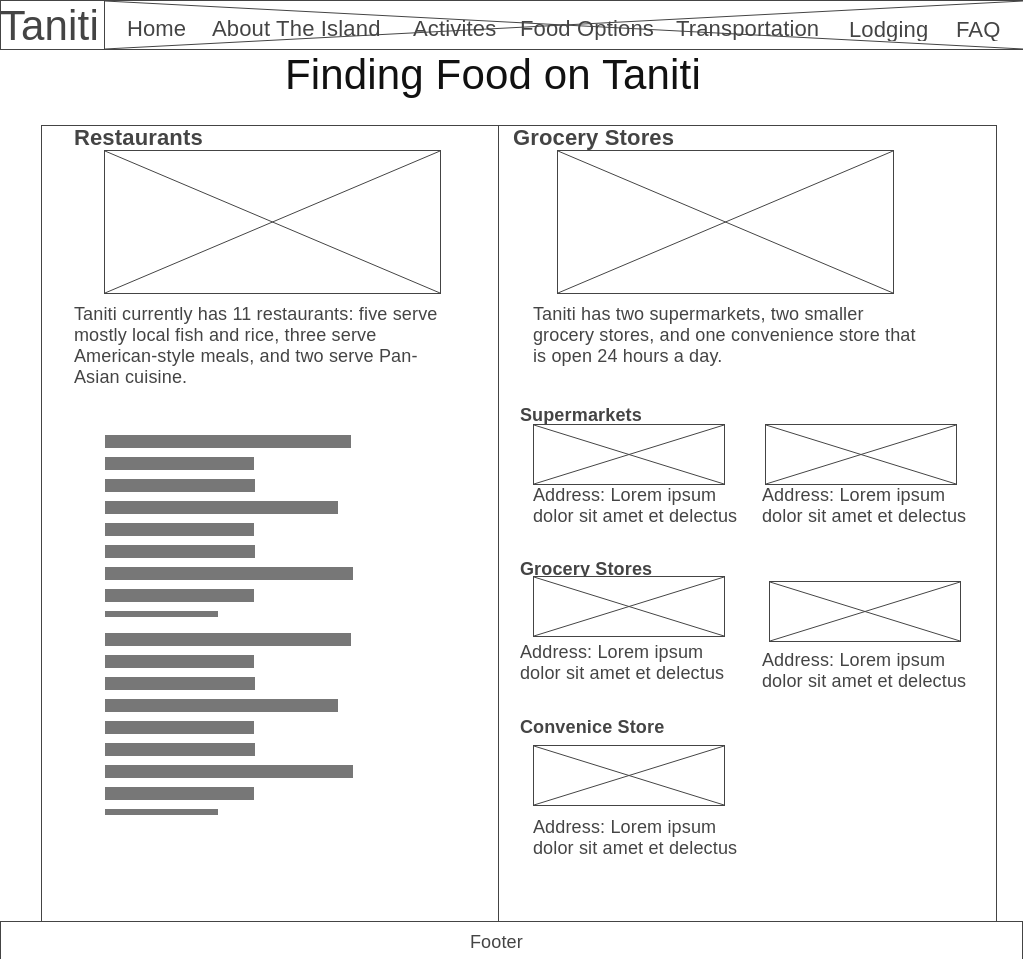 Taniti Home About The Island Activites Food Options Transportation Lodging FAQ
Finding Food on Taniti
Restaurants
Taniti currently has 11 restaurants: five serve
mostly local fish and rice, three serve
American-style meals, and two serve Pan-
Asian cuisine.
Grocery Stores
Taniti has two supermarkets, two smaller
grocery stores, and one convenience store that
is open 24 hours a day.
Supermarkets
Address: Lorem ipsum
dolor sit amet et delectus
Address: Lorem ipsum
dolor sit amet et delectus
Grocery Stores
Address: Lorem ipsum
dolor sit amet et delectus
Address: Lorem ipsum
dolor sit amet et delectus
Convenice Store
Address: Lorem ipsum
dolor sit amet et delectus
Footer